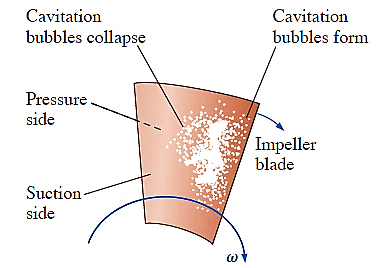 Cavitation
bubbles collapse
Cavitation
bubbles form
Pressure
side
Impeller
blade
Suction
side
ω